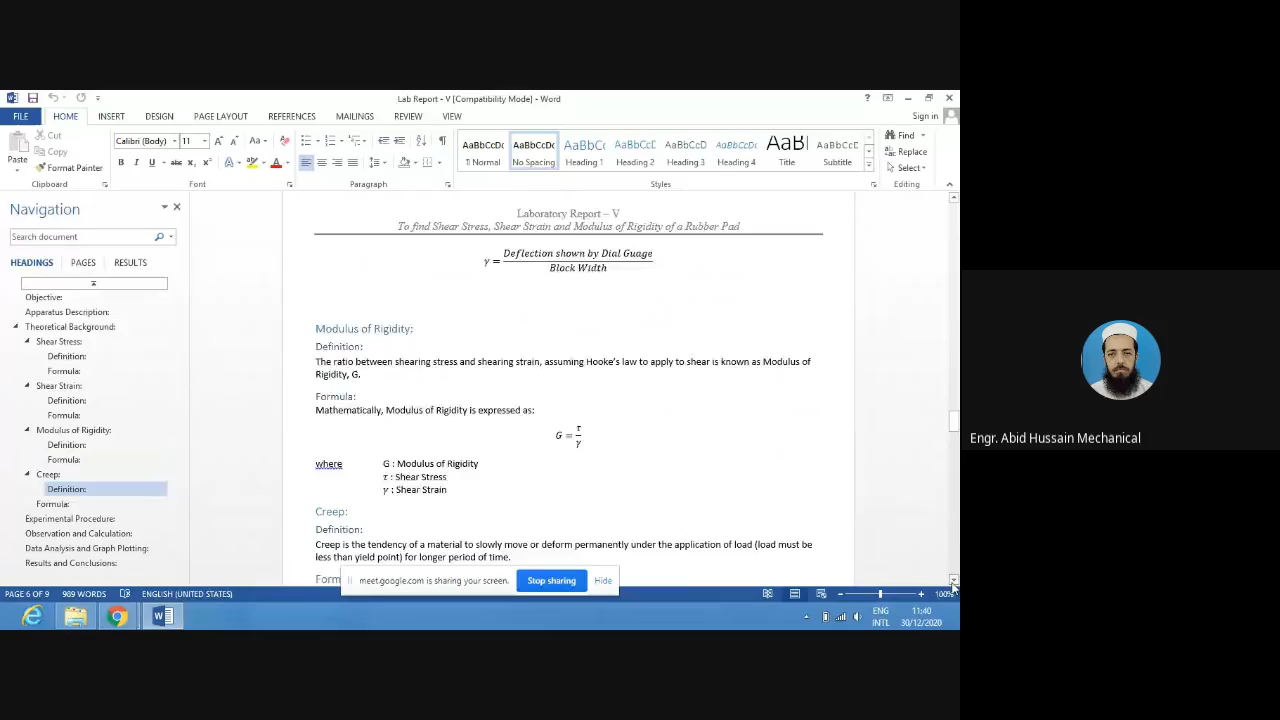 Lab Report - V [Compatibility Mode] - Word
FILE HOME INSERT DESIGN PAGE LAYOUT REFERENCES MAILINGS REVIEW VIEW Sign in
Paste
Cut
Copy
Format Painter
Clipboard
Calibri (Body) 11
Font
Paragraph
AaBbCcDc AaBbCcDc AaBbCc AaBbCcC AaBbCcD AaBbCcDc AaBl AaBbCcC
¶ Normal No Spacing Heading 1 Heading 2 Heading 3 Heading 4 Title Subtitle
Styles
Find
Replace
Select
Editing
Navigation
Search document
HEADINGS PAGES RESULTS
Objective:
Apparatus Description:
Theoretical Background:
Shear Stress:
Definition:
Formula:
Shear Strain:
Definition:
Formula:
Modulus of Rigidity:
Definition:
Formula:
Creep:
Definition:
Formula:
Experimental Procedure:
Observation and Calculation:
Data Analysis and Graph Plotting:
Results and Conclusions:
Laboratory Report – V
To find Shear Stress, Shear Strain and Modulus of Rigidity of a Rubber Pad
γ = Deflection shown by Dial Guage
Block Width
Modulus of Rigidity:
Definition:
The ratio between shearing stress and shearing strain, assuming Hooke's law to apply to shear is known as Modulus of
Rigidity, G.
Formula:
Mathematically, Modulus of Rigidity is expressed as:
G = τ
γ
where G : Modulus of Rigidity
τ : Shear Stress
γ : Shear Strain
Creep:
Definition:
Creep is the tendency of a material to slowly move or deform permanently under the application of load (load must be
less than yield point) for longer period of time.
Form
meet.google.com is sharing your screen. Stop sharing Hide
PAGE 6 OF 9 989 WORDS ENGLISH (UNITED STATES) 100%
ENG 11:40
INTL 30/12/2020
Engr. Abid Hussain Mechanical